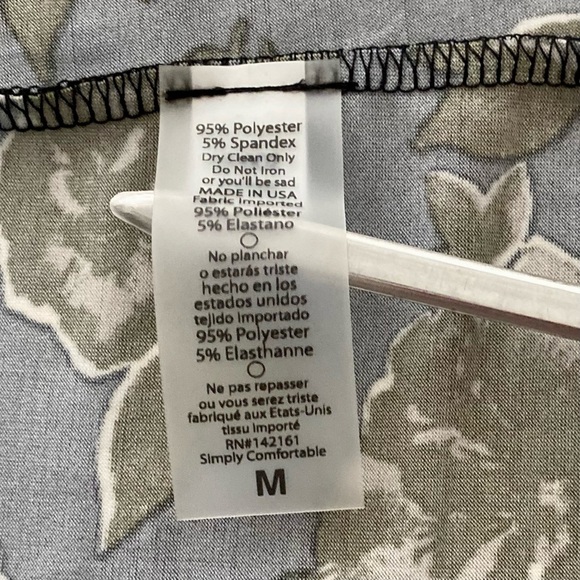 95% Polyester
5% Spandex
Dry Clean Only
Do Not Iron
or you'll be sad
MADE IN USA
Fabric Imported
95% Poliéster
5% Elastano
No planchar
o estarás triste
hecho en los
estados unidos
tejido importado
95% Polyester
5% Elasthanne
Ne pas repasser
ou vous serez triste
fabriqué aux Etats-Unis
tissu importé
RN#142161
Simply Comfortable
M